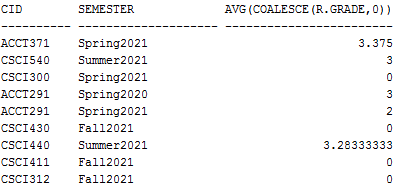 CID SEMESTER AVG(COALESCE(R.GRADE,0))
---------- -------------------- ------------------------
ACCT371 Spring2021 3.375
CSCI540 Summer2021 3
CSCI300 Spring2021 0
ACCT291 Spring2020 3
ACCT291 Spring2021 2
CSCI430 Fall2021 0
CSCI440 Summer2021 3.28333333
CSCI411 Fall2021 0
CSCI312 Fall2021 0